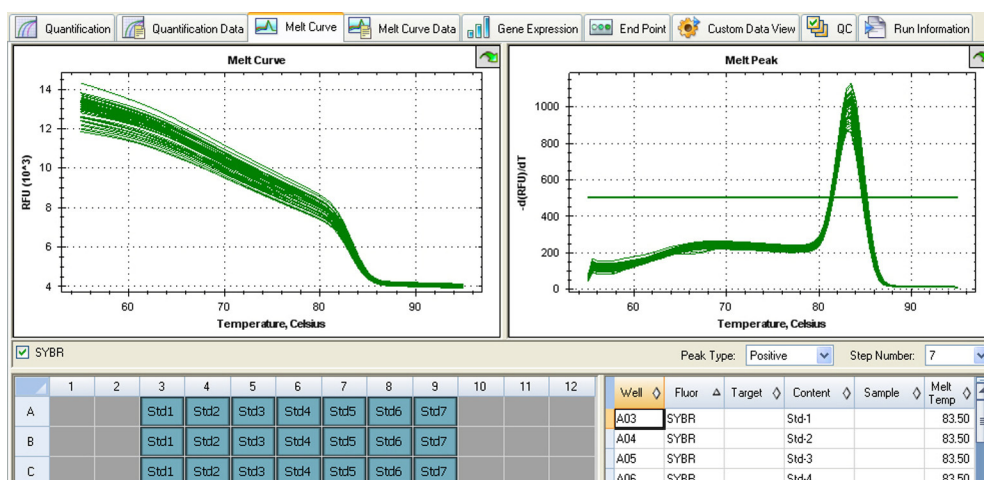 Quantification Quantification Data Melt Curve Melt Curve Data Gene Expression End Point Custom Data View QC Run Information
Melt Curve
14
12
10
8
6
4
RFU (10^3)
60 70 80 90
Temperature, Celsius
Melt Peak
1000
800
600
400
200
0
-d(RFU)/dT
60 70 80 90
Temperature, Celsius
SYBR
Peak Type: Positive Step Number: 7
1 2 3 4 5 6 7 8 9 10 11 12
A Std1 Std2 Std3 Std4 Std5 Std6 Std7
B Std1 Std2 Std3 Std4 Std5 Std6 Std7
C Std1 Std2 Std3 Std4 Std5 Std6 Std7
Well Fluor Target Content Sample Melt Temp
A03 SYBR Std-1 83.50
A04 SYBR Std-2 83.50
A05 SYBR Std-3 83.50
A06 SYBR Std-4 83.50